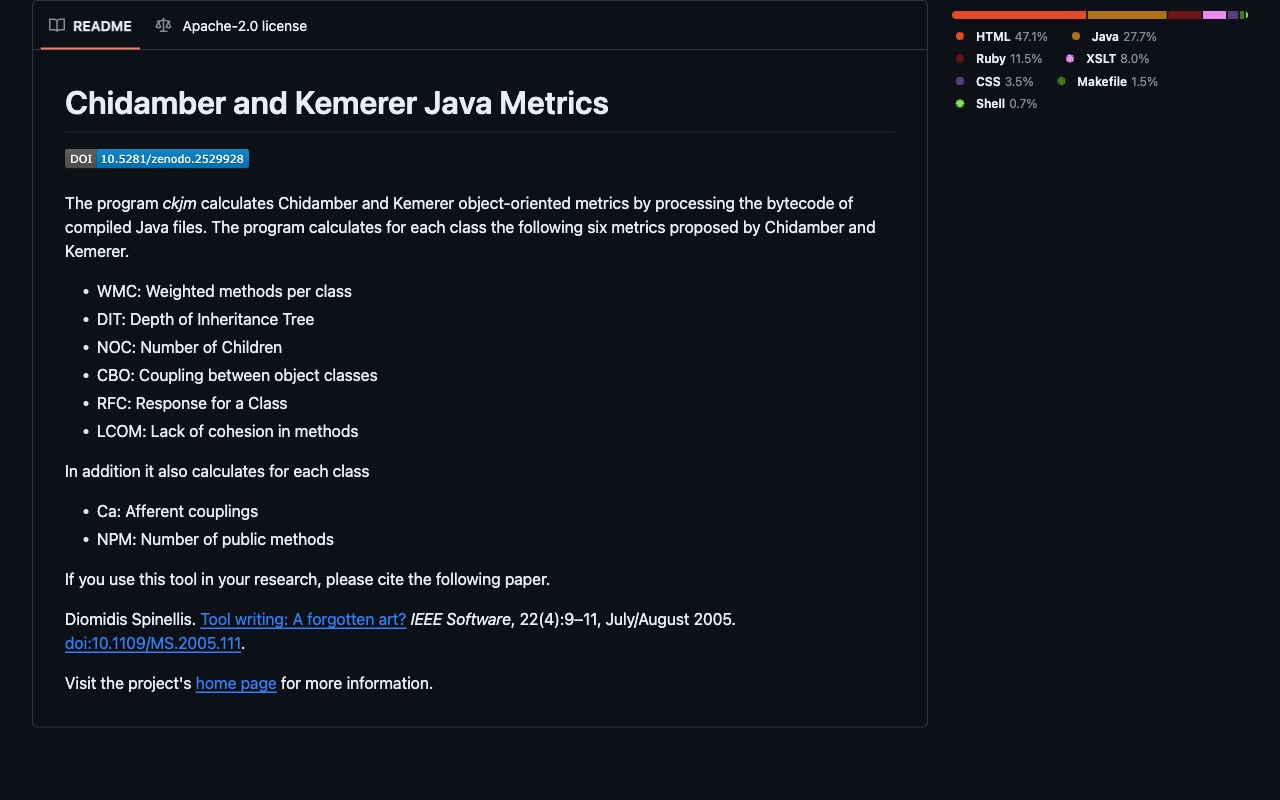 README
Apache-2.0 license
Chidamber and Kemerer Java Metrics
DOI 10.5281/zenodo.2529928
The program ckjm calculates Chidamber and Kemerer object-oriented metrics by processing the bytecode of
compiled Java files. The program calculates for each class the following six metrics proposed by Chidamber and
Kemerer.
• WMC: Weighted methods per class
• DIT: Depth of Inheritance Tree
• NOC: Number of Children
• CBO: Coupling between object classes
• RFC: Response for a Class
• LCOM: Lack of cohesion in methods
In addition it also calculates for each class
• Ca: Afferent couplings
• NPM: Number of public methods
If you use this tool in your research, please cite the following paper.
Diomidis Spinellis. Tool writing: A forgotten art? IEEE Software, 22(4):9–11, July/August 2005.
doi:10.1109/MS.2005.111.
Visit the project's home page for more information.
HTML 47.1% Java 27.7%
Ruby 11.5% XSLT 8.0%
CSS 3.5% Makefile 1.5%
Shell 0.7%